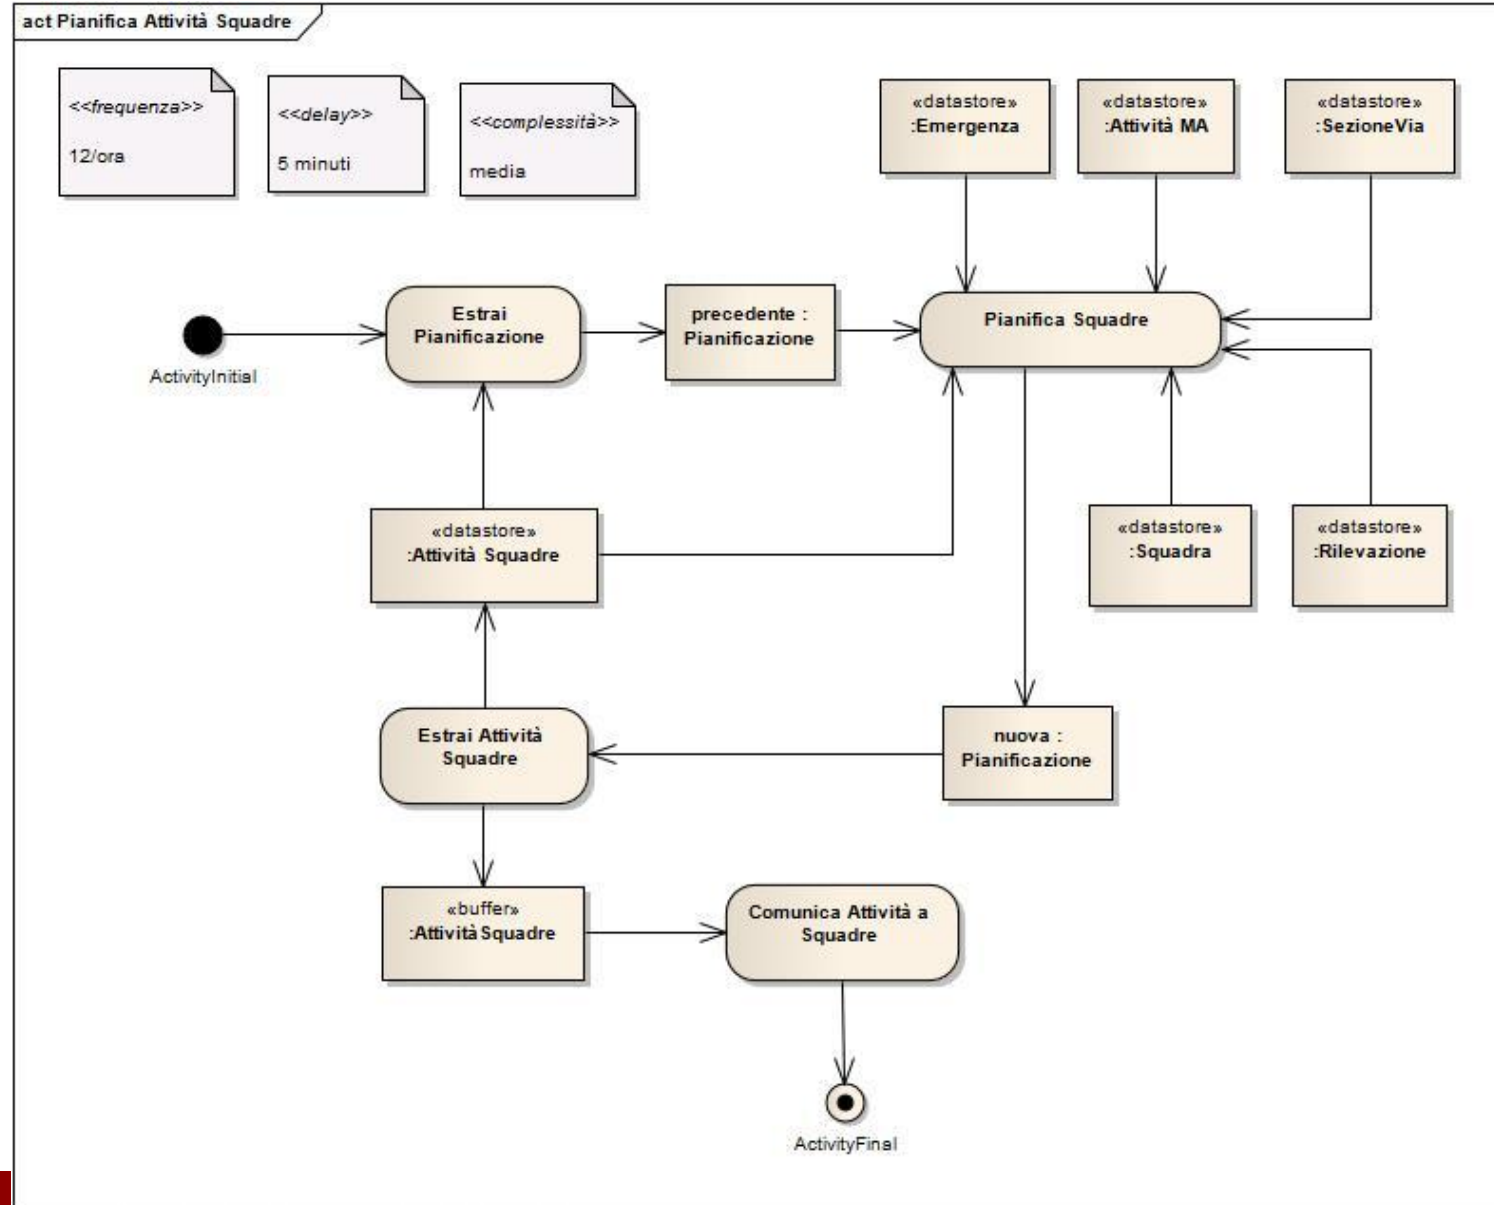 act Pianifica Attività Squadre
<<frequenza>>
12/ora
<<delay>>
5 minuti
<<complessità>>
media
«datastore»
:Emergenza
«datastore»
:Attività MA
«datastore»
:SezioneVia
ActivityInitial
Estrai
Pianificazione
precedente :
Pianificazione
Pianifica Squadre
«datastore»
:Attività Squadre
«datastore»
:Squadra
«datastore»
:Rilevazione
Estrai Attività
Squadre
nuova :
Pianificazione
«buffer»
:AttivitàSquadre
Comunica Attività a
Squadre
ActivityFinal